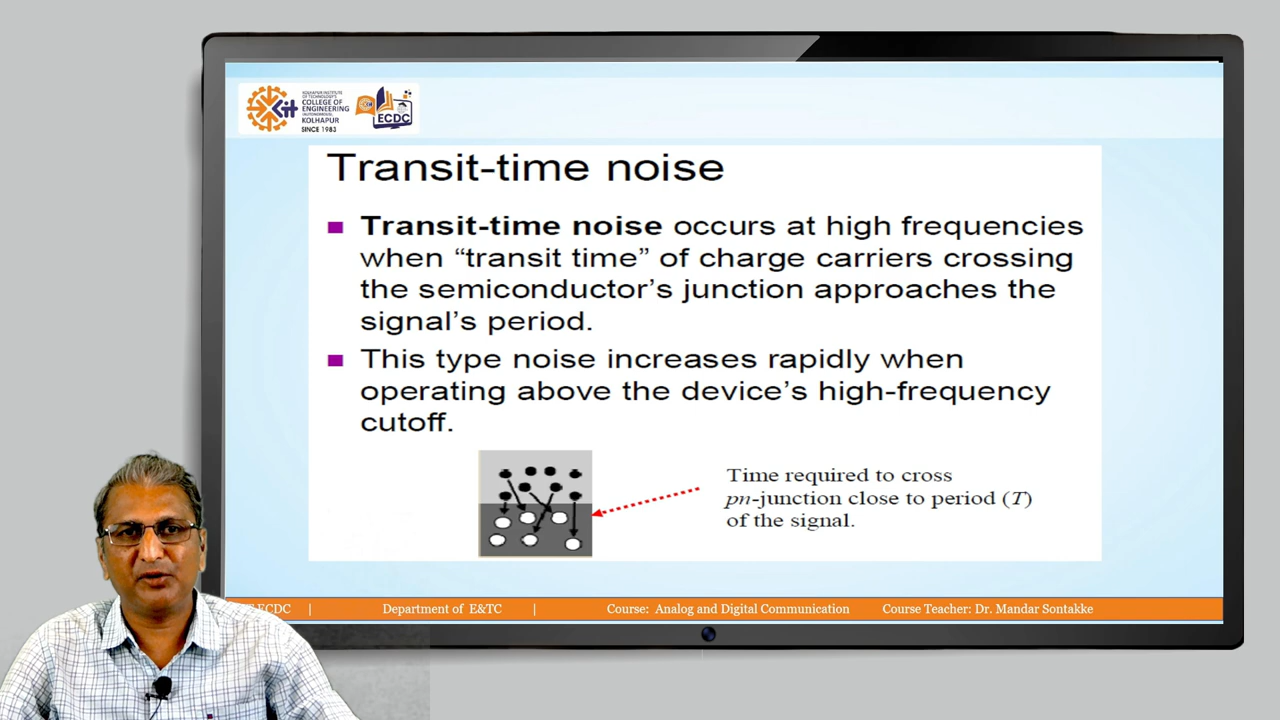 KOLHAPUR INSTITUTE
OF TECHNOLOGY'S
COLLEGE OF
ENGINEERING
(AUTONOMOUS),
KOLHAPUR
SINCE 1983
ECDC
Transit-time noise
Transit-time noise occurs at high frequencies
when “transit time” of charge carriers crossing
the semiconductor’s junction approaches the
signal’s period.
This type noise increases rapidly when
operating above the device’s high-frequency
cutoff.
Time required to cross
pn-junction close to period (T)
of the signal.
ECDC | Department of E&TC | Course: Analog and Digital Communication Course Teacher: Dr. Mandar Sontakke